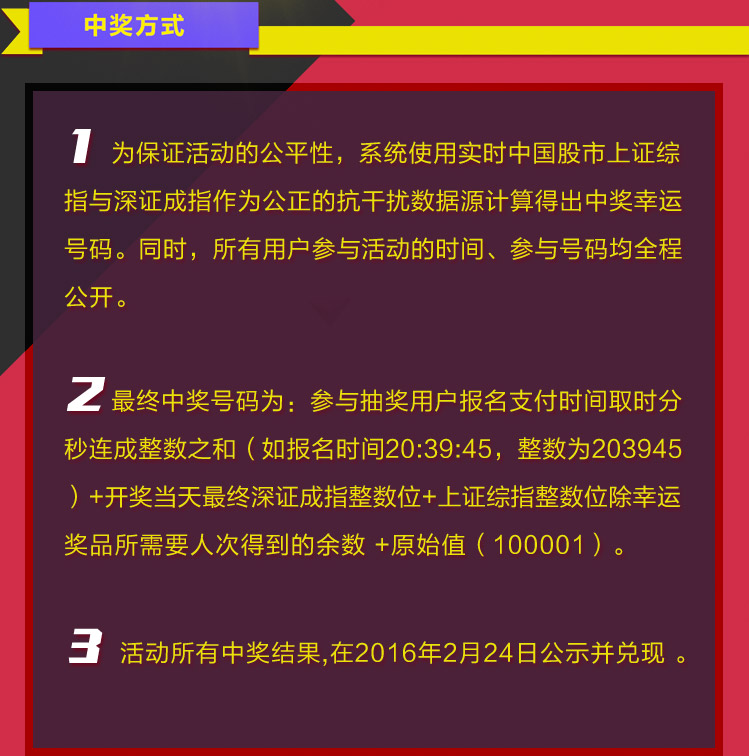 中奖方式
1 为保证活动的公平性，系统使用实时中国股市上证综
指与深证成指作为公正的抗干扰数据源计算得出中奖幸运
号码。同时，所有用户参与活动的时间、参与号码均全程
公开。
2 最终中奖号码为：参与抽奖用户报名支付时间取时分
秒连成整数之和（如报名时间20:39:45，整数为203945
）+开奖当天最终深证成指整数位+上证综指整数位除幸运
奖品所需要人次得到的余数 +原始值（100001）。
3 活动所有中奖结果,在2016年2月24日公示并兑现 。